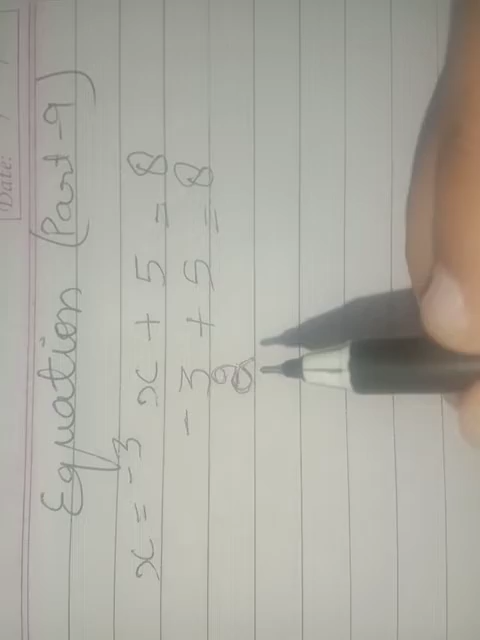 Date:
Equation (Part-9)
x = -3 x + 5 = 8
-3 + 5 = 8